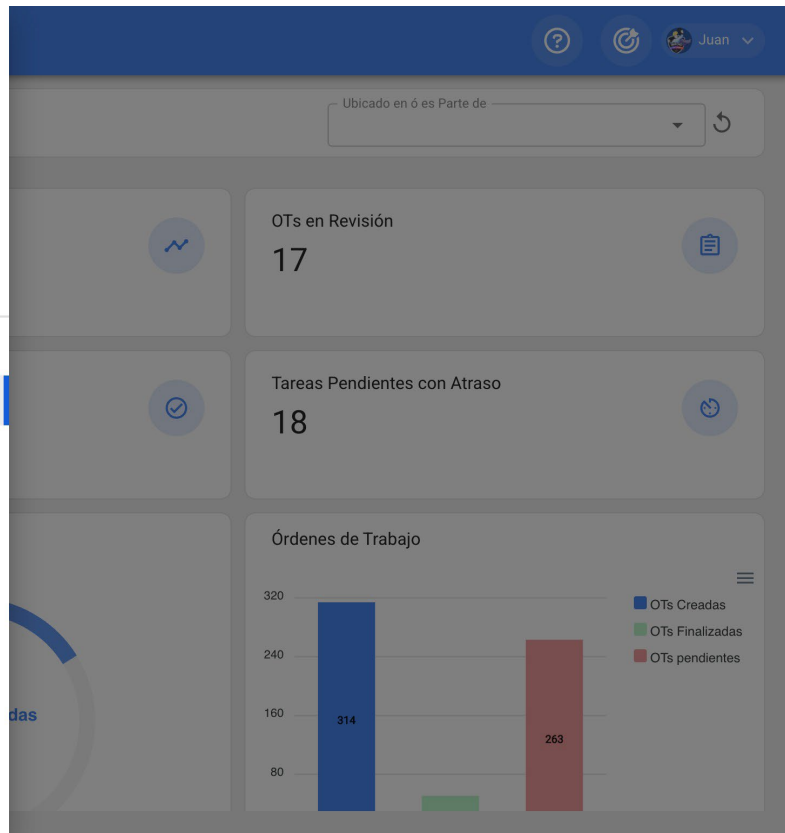 Juan
Ubicado en ó es Parte de
OTs en Revisión
17
Tareas Pendientes con Atraso
18
Órdenes de Trabajo
320
240
160
80
314
263
OTs Creadas
OTs Finalizadas
OTs pendientes
das